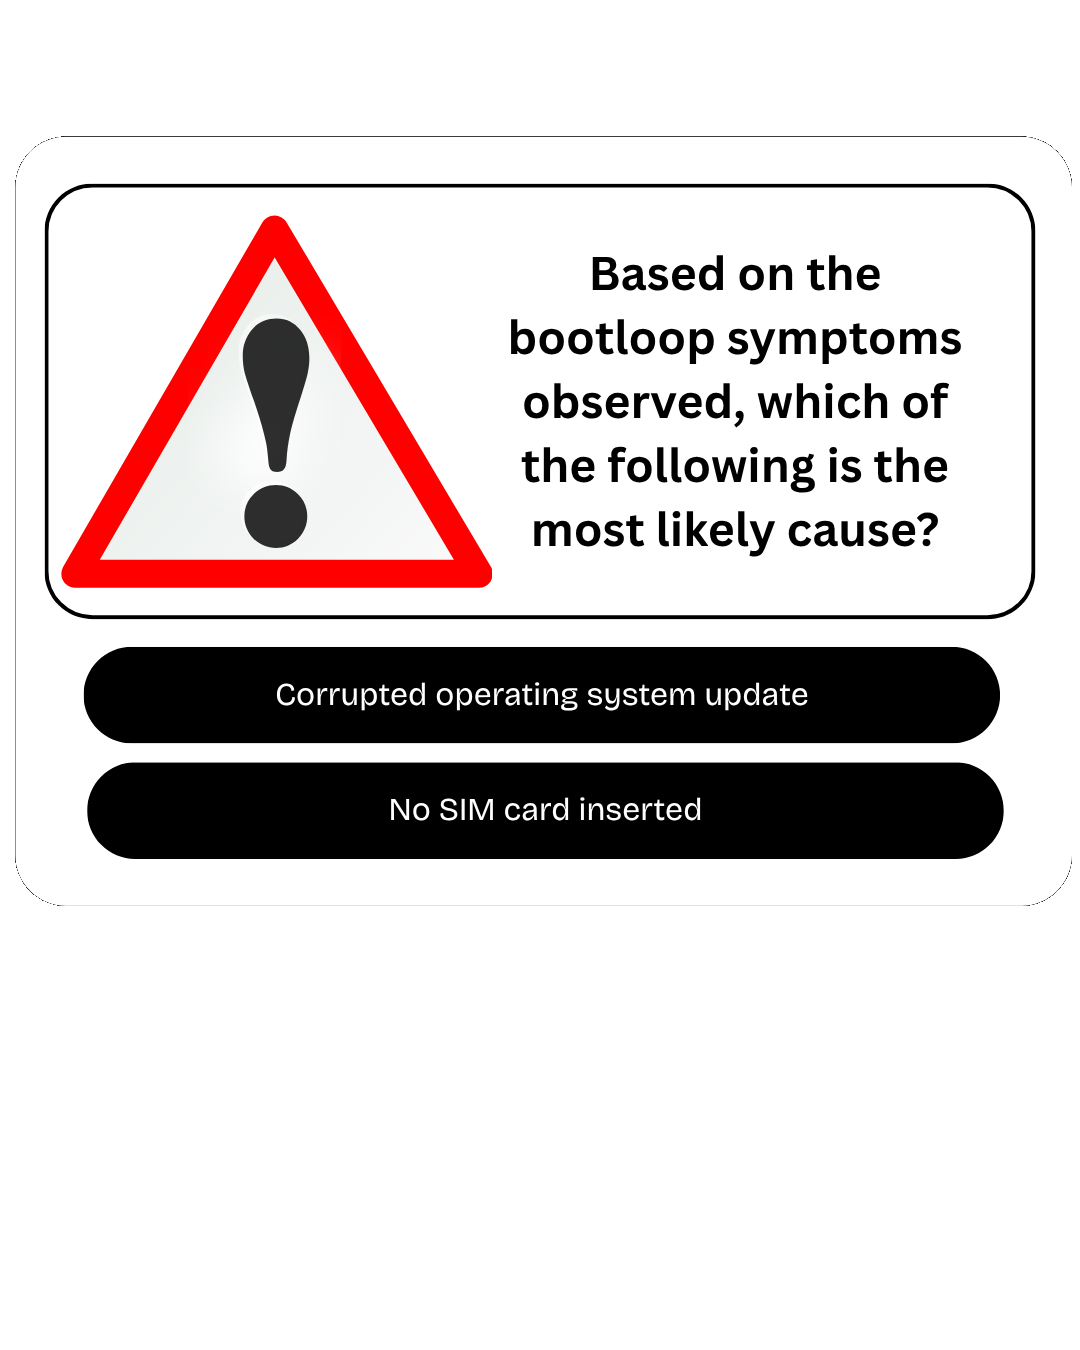 Based on the
bootloop symptoms
observed, which of
the following is the
most likely cause?
Corrupted operating system update
No SIM card inserted